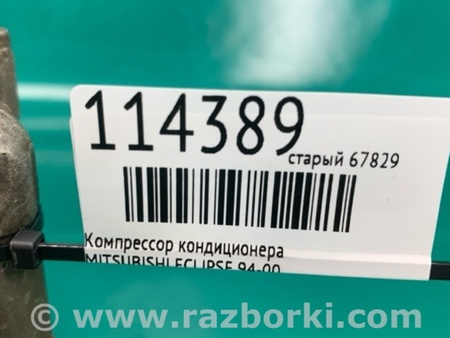 114389
старый 67829
Компрессор кондиционера
MITSUBISHI ECLIPSE 94-00
www.razborki.com